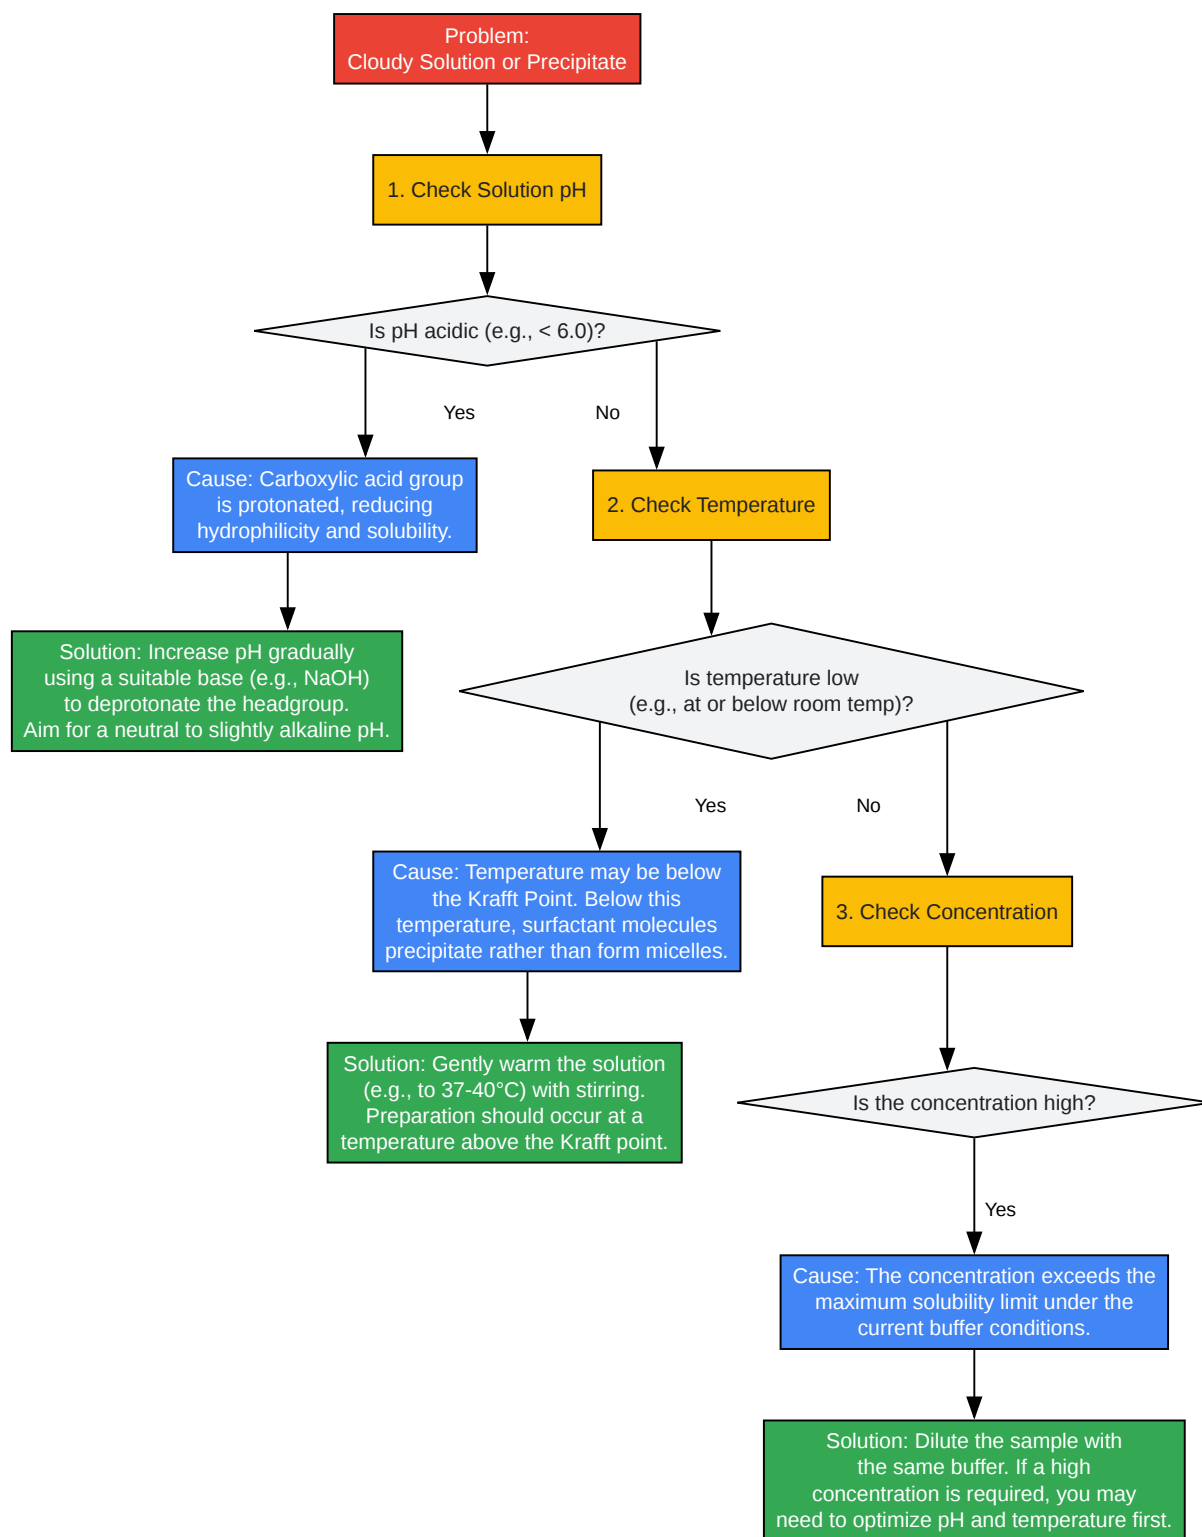 Problem:
Cloudy Solution or Precipitate
1. Check Solution pH
Is pH acidic (e.g., < 6.0)?
Yes
No
Cause: Carboxylic acid group
is protonated, reducing
hydrophilicity and solubility.
2. Check Temperature
Solution: Increase pH gradually
using a suitable base (e.g., NaOH)
to deprotonate the headgroup.
Aim for a neutral to slightly alkaline pH.
Is temperature low
(e.g., at or below room temp)?
Yes
No
Cause: Temperature may be below
the Krafft Point. Below this
temperature, surfactant molecules
precipitate rather than form micelles.
3. Check Concentration
Solution: Gently warm the solution
(e.g., to 37-40°C) with stirring.
Preparation should occur at a
temperature above the Krafft point.
Is the concentration high?
Yes
Cause: The concentration exceeds the
maximum solubility limit under the
current buffer conditions.
Solution: Dilute the sample with
the same buffer. If a high
concentration is required, you may
need to optimize pH and temperature first.